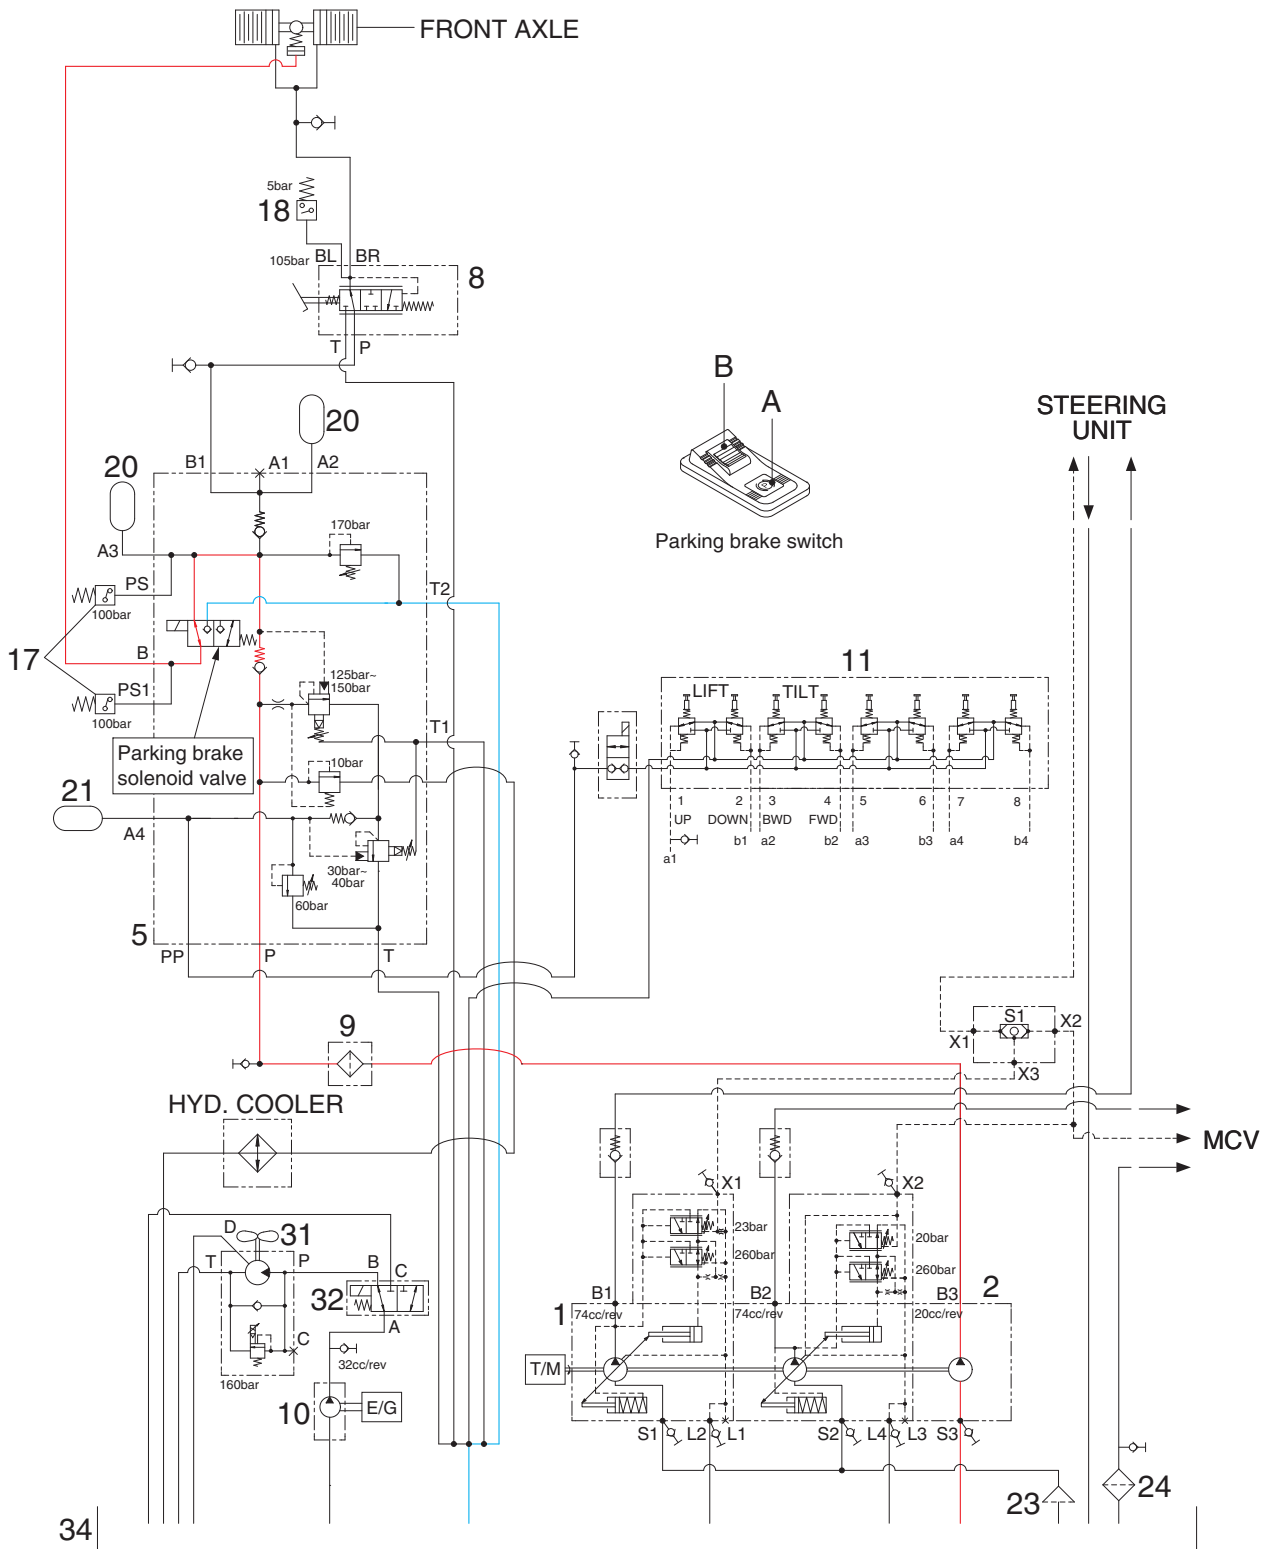 FRONT AXLE
5bar
18
105bar
BL
BR
8
T
P
B
A
20
20
B1
A1
A2
STEERING
UNIT
Parking brake switch
170bar
A3
PS
100bar
T2
17
B
PS1
100bar
125bar~
150bar
11
LIFT
TILT
T1
Parking brake
solenoid valve
10bar
21
A4
1 2 3 4 5 6 7 8
UP DOWN BWD FWD
a1 b1 a2 b2 a3 b3 a4 b4
30bar~
40bar
60bar
5
PP
P
T
9
S1
X1
X2
X3
HYD. COOLER
MCV
X1
X2
D
31
23bar
20bar
T
P
B
C
260bar
260bar
32
B1
B2
B3
2
1
74cc/rev
74cc/rev
20cc/rev
A
C
32cc/rev
160bar
T/M
10
E/G
S1
L2
L1
S2
L4
L3
S3
23
24
34